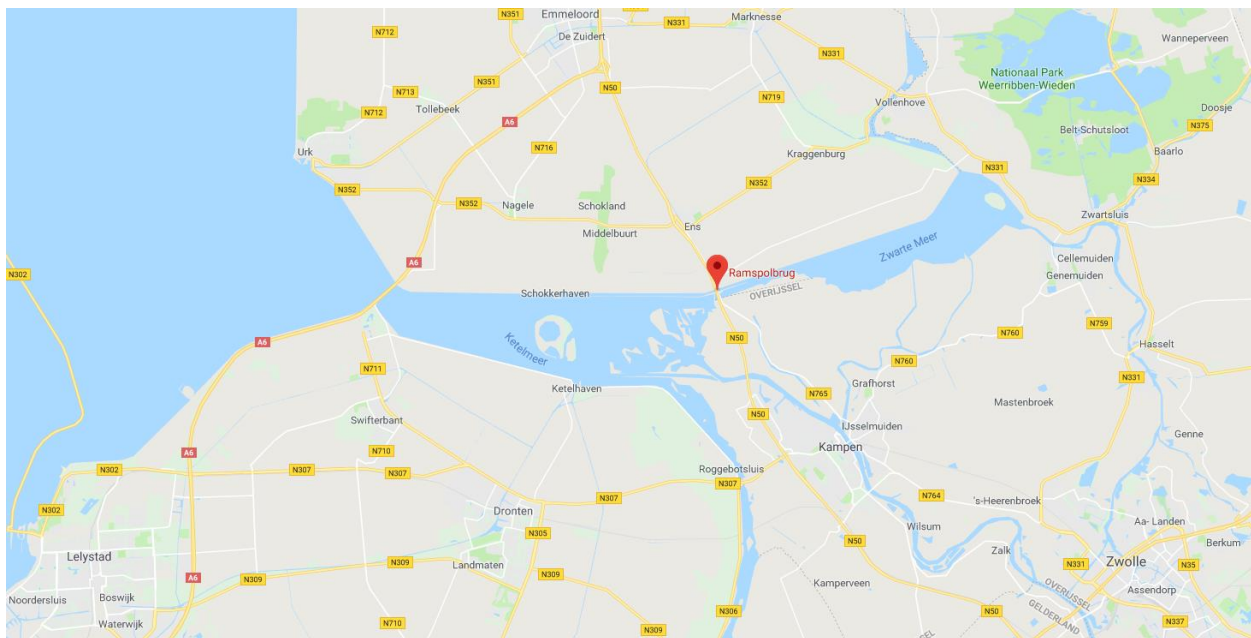 N351
Emmeloord
N331
Marknesse
N712
De Zuidert
Wanneperveen
N331
N351
Nationaal Park
Weerribben-Wieden
N50
N713
N719
Vollenhove
Doosje
N712
Tollebeek
A6
N375
Belt-Schutsloot
N716
Urk
Kraggenburg
Baarlo
N331
N334
N352
N352
N352
Nagele
Schokland
Zwartsluis
Ens
Middelbuurt
Zwarte Meer
A6
Cellemuiden
N302
Ramspolbrug
Genemuiden
Schokkerhaven
OVERIJSSEL
N759
N760
A6
N50
Hasselt
Ketelmeer
N760
N711
N331
Ketelhaven
Grafhorst
N765
Mastenbroek
N50
Swifterbant
IJsselmuiden
Genne
N710
Kampen
A6
N302
N307
N307
Roggebotsluis
N307
N307
N764
's-Heerenbroek
N302
Dronten
Aa- Landen
Wilsum
N305
N50
Berkum
Lelystad
Zalk
N309
Landmaten
N331
Zwolle
N35
A6
N309
Kamperveen
OVERIJSSEL
Assendorp
Noordersluis
Boswijk
GELDERLAND
N306
N50
Waterwijk
N710
N309
N337
SSEL